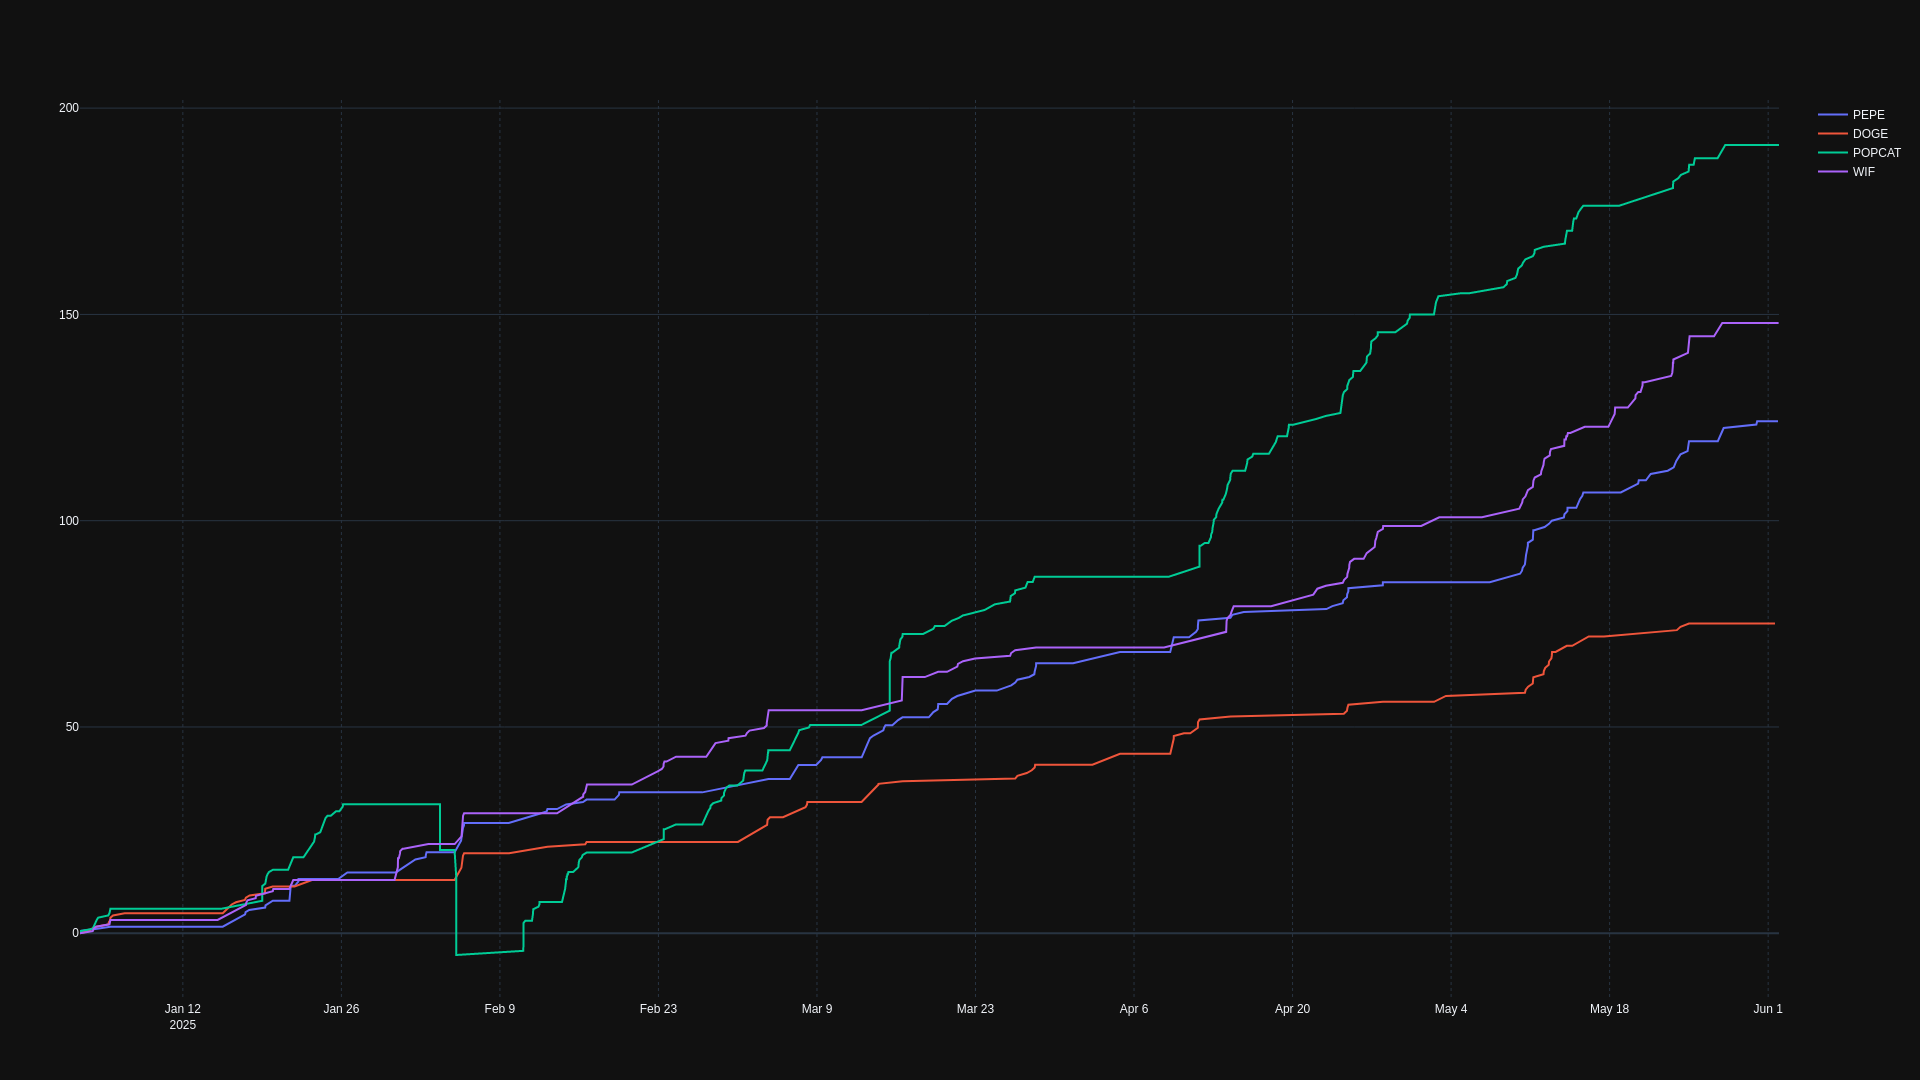 200
150
100
50
0
Jan 12
2025
Jan 26
Feb 9
Feb 23
Mar 9
Mar 23
Apr 6
Apr 20
May 4
May 18
Jun 1
PEPE
DOGE
POPCAT
WIF